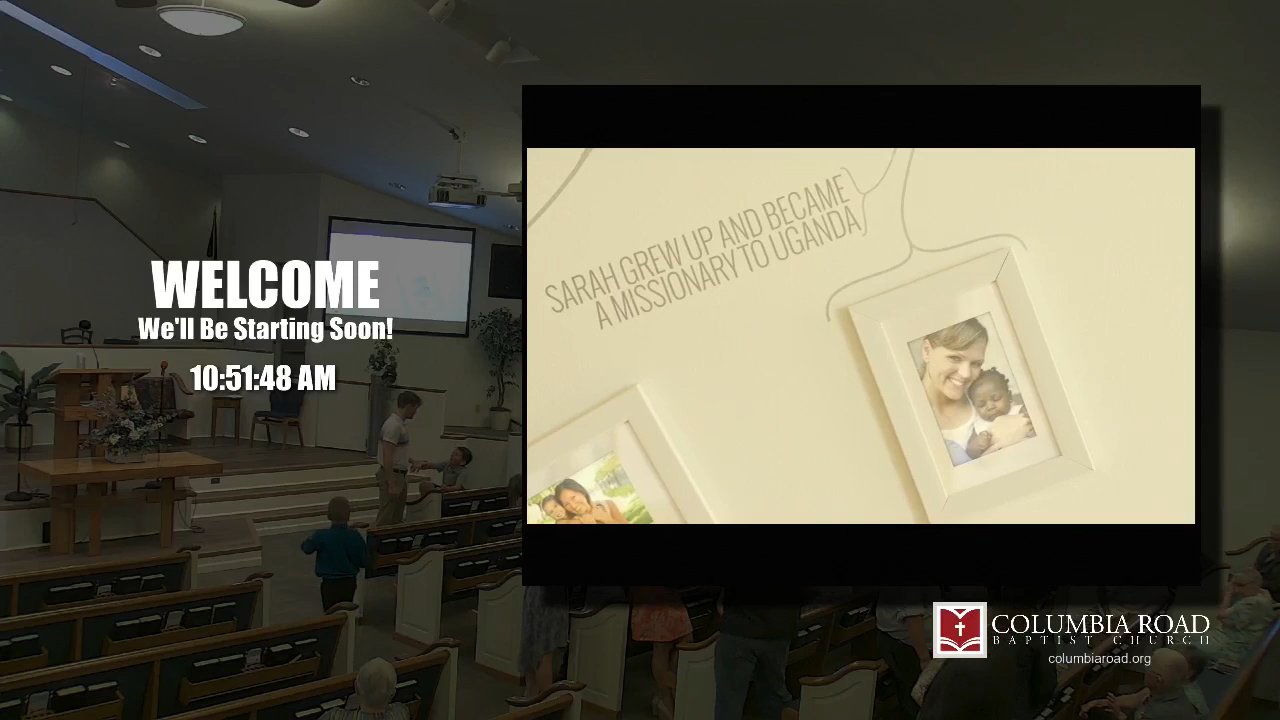 WELCOME
We'll Be Starting Soon!
10:51:48 AM
SARAH GREW UP AND BECAME
A MISSIONARY TO UGANDA
COLUMBIA ROAD
BAPTIST CHURCH
columbiaroad.org